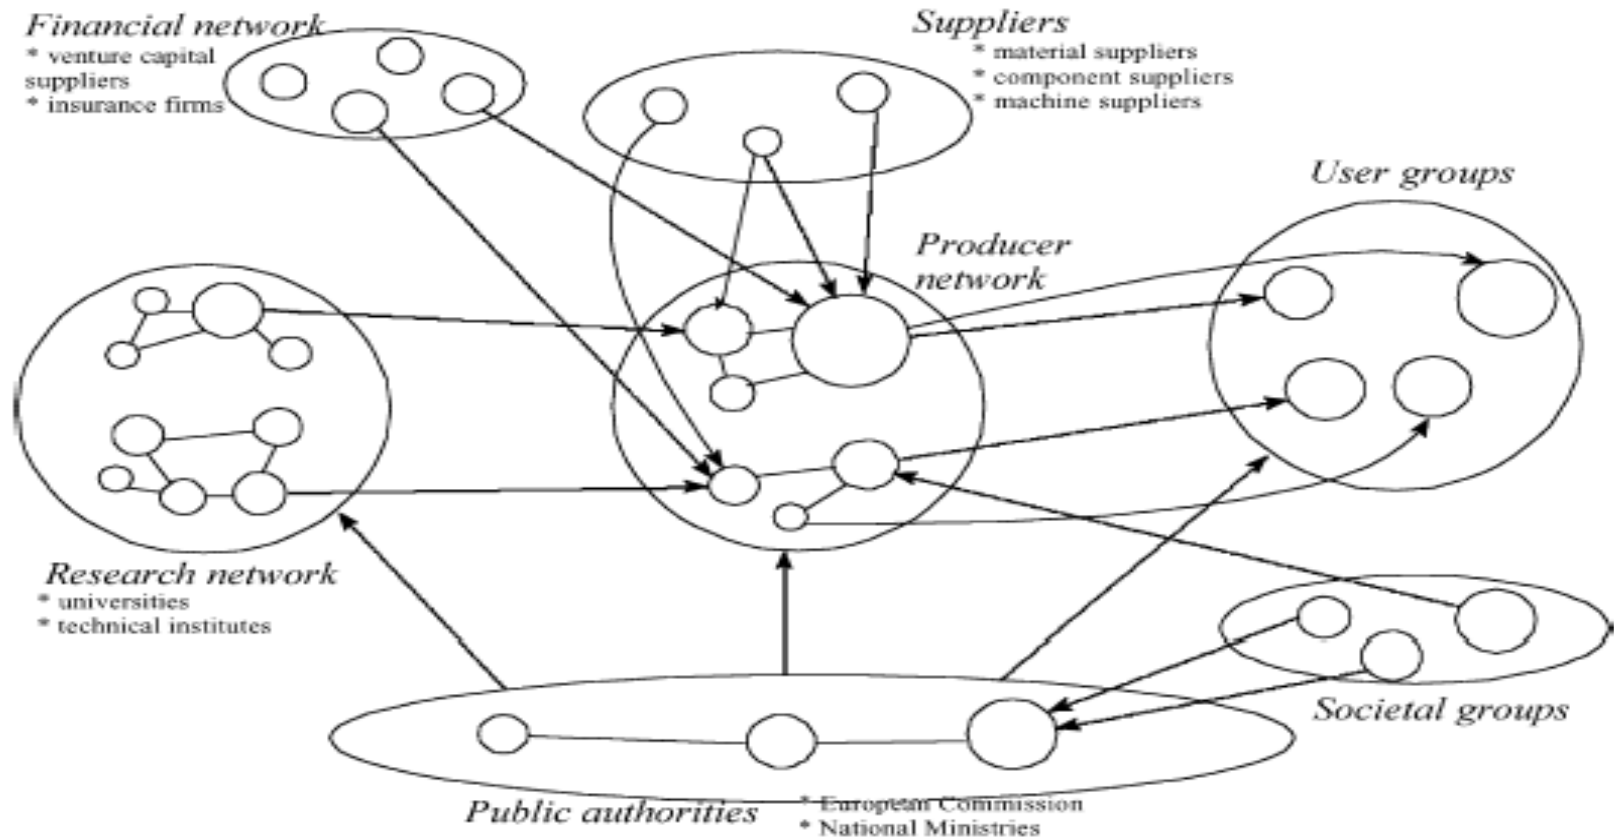 Financial network
* venture capital
suppliers
* insurance firms
Suppliers
* material suppliers
* component suppliers
* machine suppliers
User groups
Producer
network
Research network
* universities
* technical institutes
Societal groups
Public authorities
* European Commission
* National Ministries